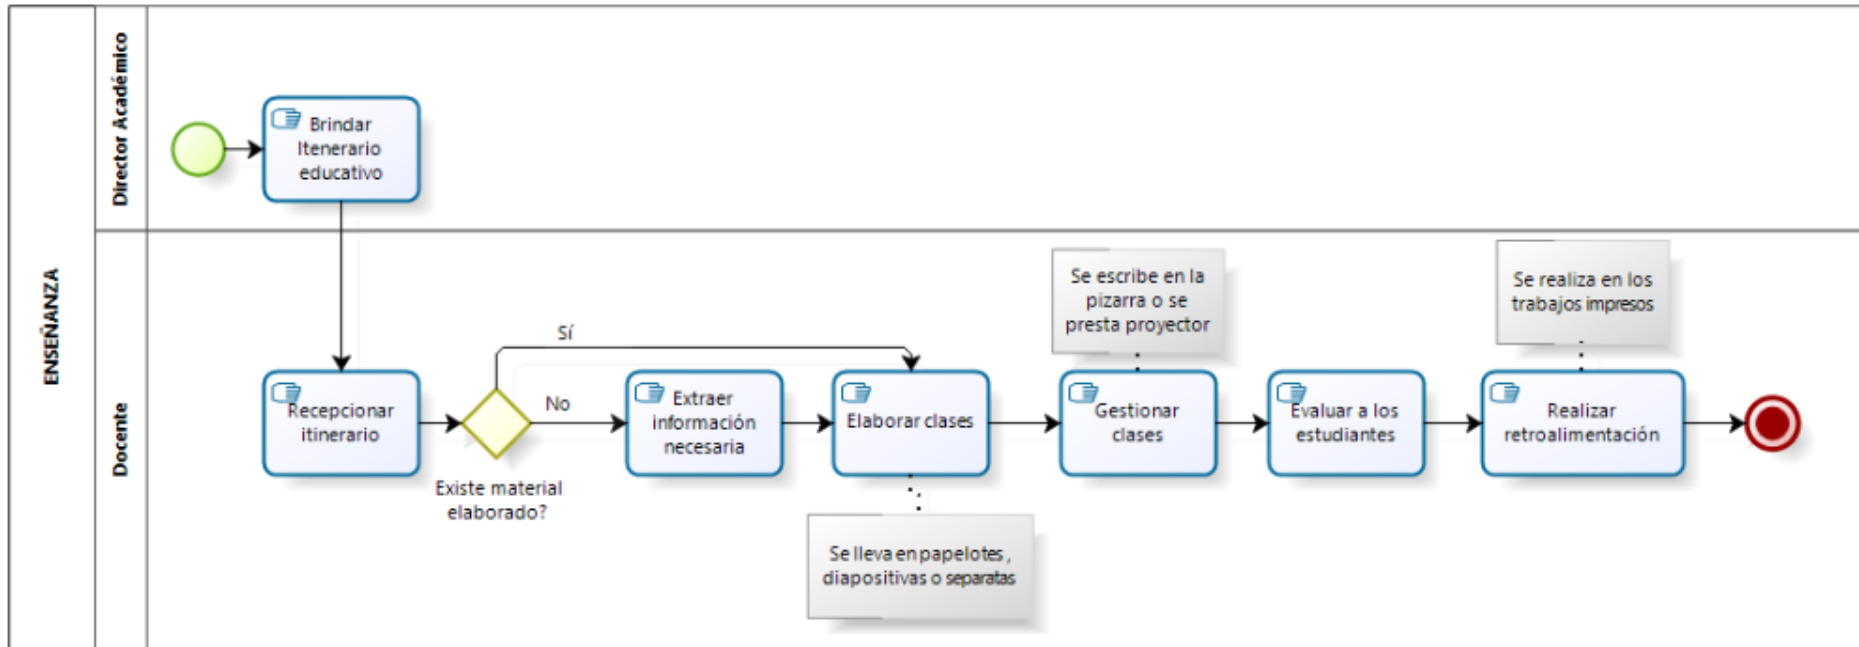 ENSEÑANZA
Director Académico
Brindar
Itenerario
educativo
Docente
Recepcionar
itinerario
Existe material
elaborado?
Sí
No
Extraer
información
necesaria
Elaborar clases
Se lleva en papelotes,
diapositivas o separatas
Se escribe en la
pizarra o se
presta proyector
Gestionar
clases
Evaluar a los
estudiantes
Se realiza en los
trabajos impresos
Realizar
retroalimentación